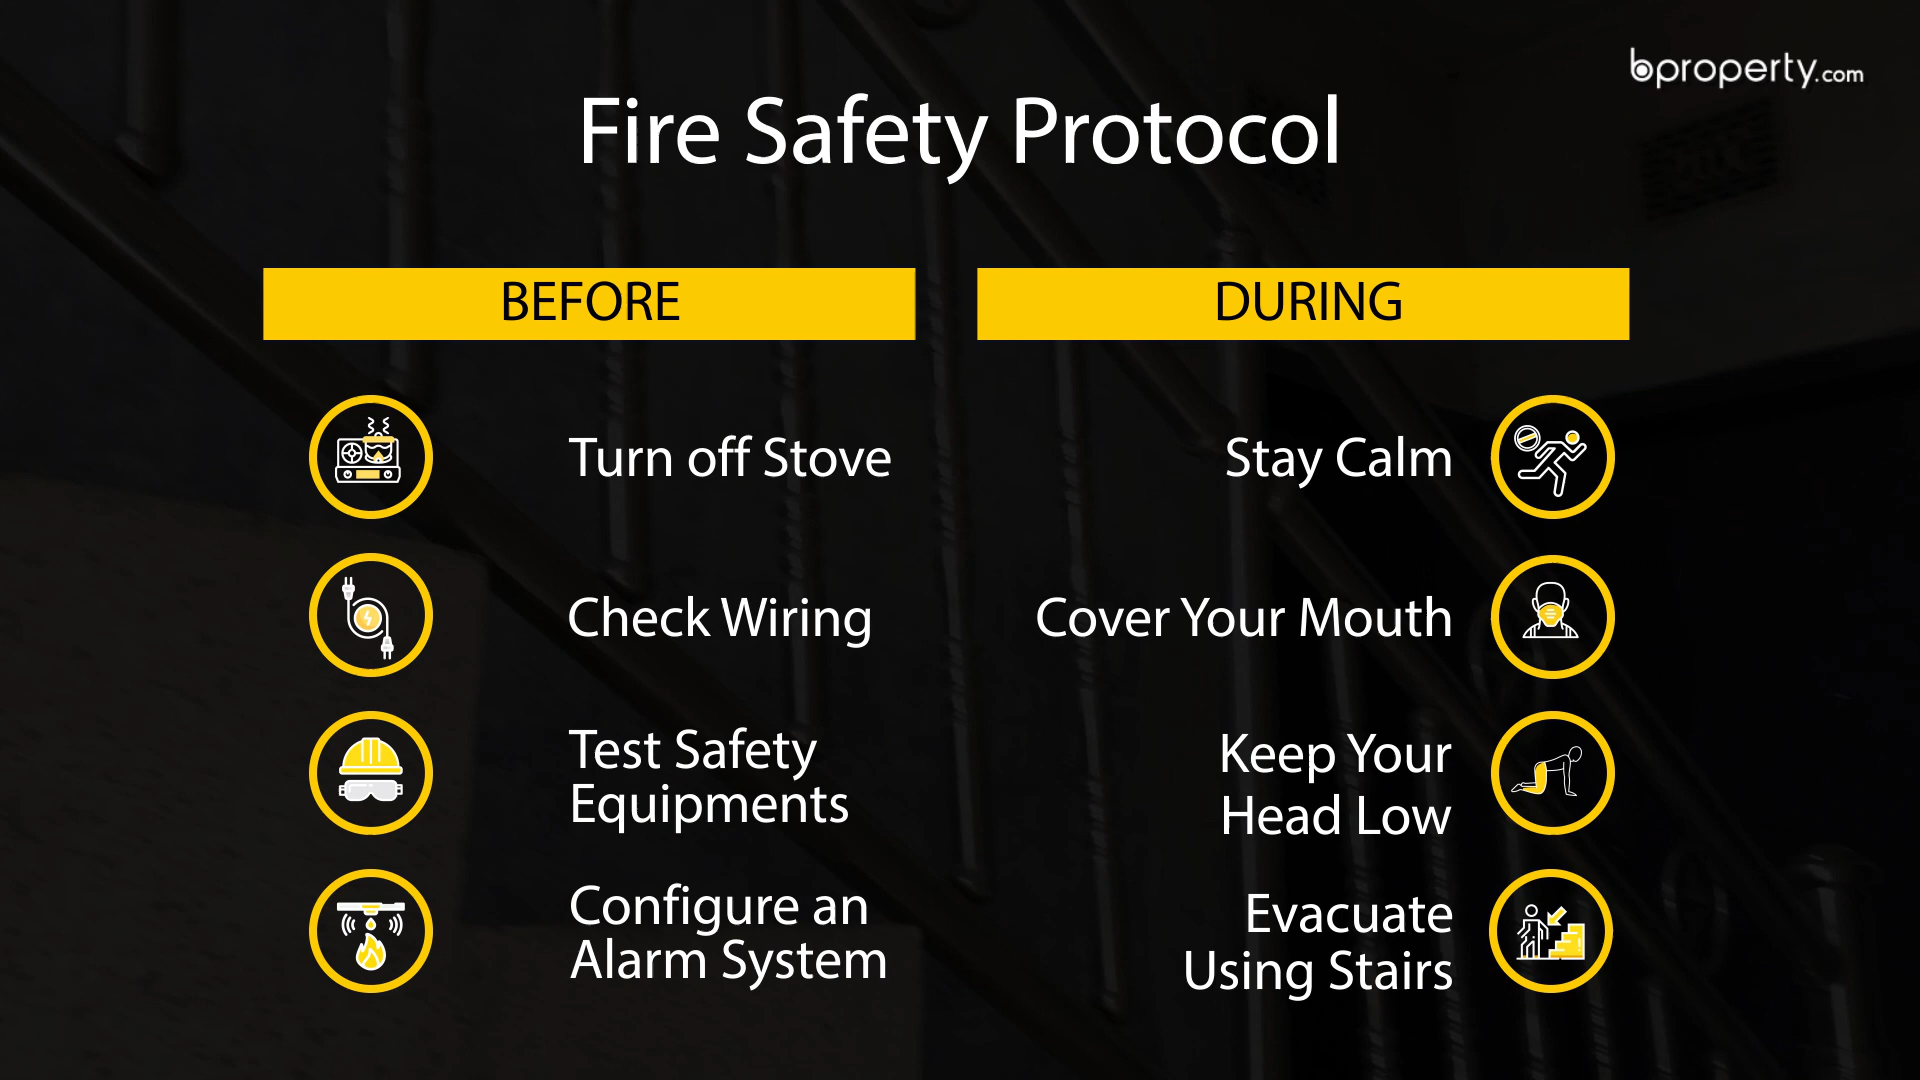 bproperty.com
Fire Safety Protocol
BEFORE
Turn off Stove
Check Wiring
Test Safety
Equipments
Configure an
Alarm System
DURING
Stay Calm
Cover Your Mouth
Keep Your
Head Low
Evacuate
Using Stairs